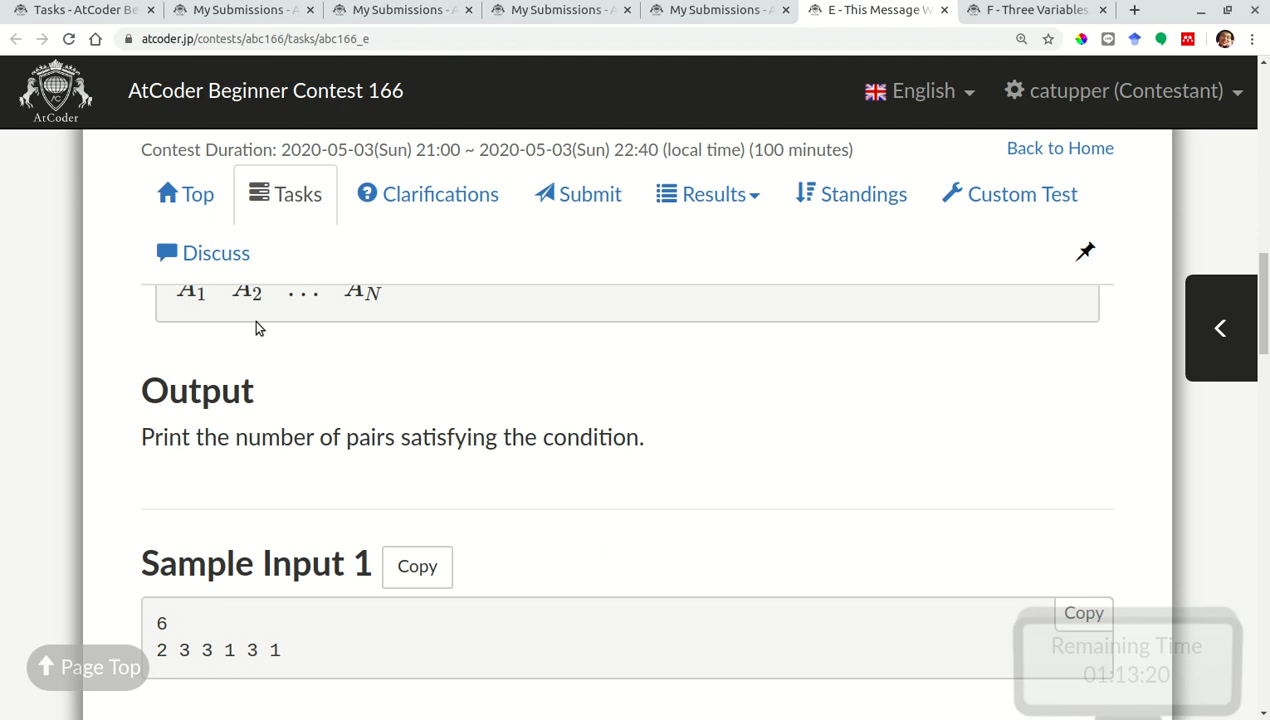 Tasks - AtCoder Be
My Submissions - A
My Submissions - A
My Submissions - A
My Submissions - A
E - This Message W
F - Three Variables
atcoder.jp/contests/abc166/tasks/abc166_e
AtCoder
AtCoder Beginner Contest 166
English
catupper (Contestant)
Contest Duration: 2020-05-03(Sun) 21:00 ~ 2020-05-03(Sun) 22:40 (local time) (100 minutes)
Back to Home
Top
Tasks
Clarifications
Submit
Results
Standings
Custom Test
Discuss
A1 A2 ... AN
Output
Print the number of pairs satisfying the condition.
Sample Input 1
Copy
Copy
6
2 3 3 1 3 1
Page Top
Remaining Time
01:13:20